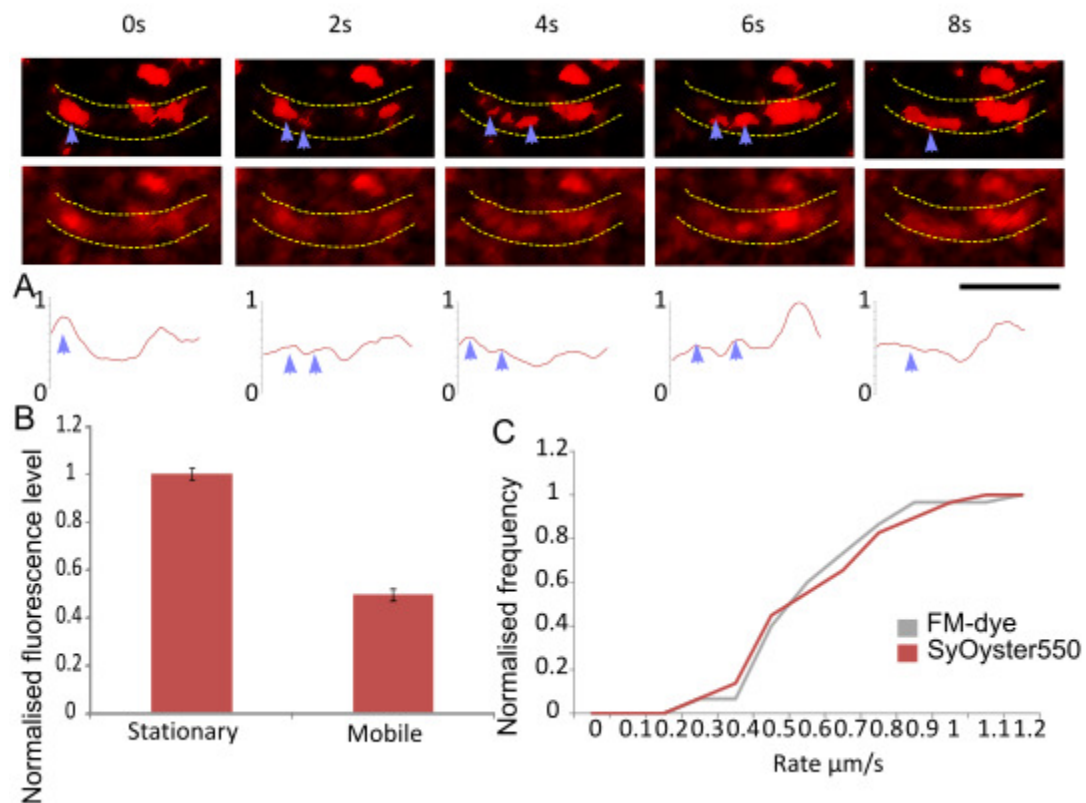 0s 2s 4s 6s 8s
A
1 1 1 1 1
0 0 0 0 0
B
Normalised fluorescence level
1.2
1
0.8
0.6
0.4
0.2
0
Stationary Mobile
C
Normalised frequency
1.2
1
0.8
0.6
0.4
0.2
0
FM-dye
SyOyster550
0 0.1 0.2 0.3 0.4 0.5 0.6 0.7 0.8 0.9 1 1.1 1.2
Rate µm/s